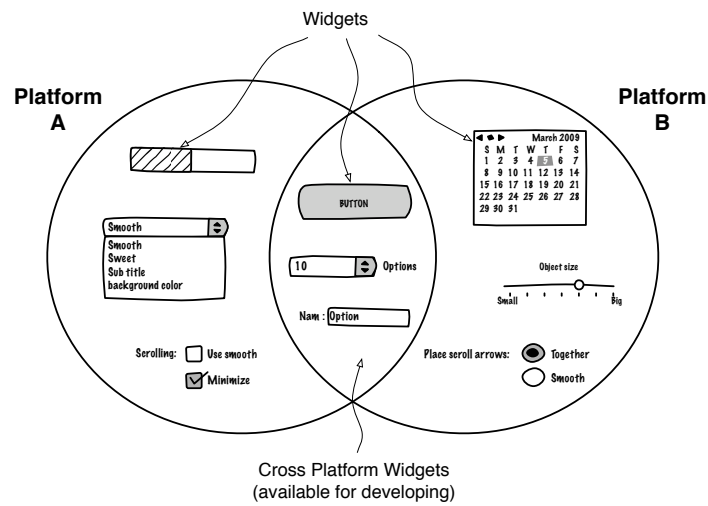 Widgets
Platform
A
Platform
B
March 2009
S M T W T F S
1 2 3 4 5 6 7
8 9 10 11 12 13 14
15 16 17 18 19 20 21
22 23 24 25 26 27 28
29 30 31
BUTTON
Smooth
Smooth
Sweet
Sub title
background color
10 Options
Object size
Small Big
Nam : Option
Scrolling: Use smooth
Minimize
Place scroll arrows: Together
Smooth
Cross Platform Widgets
(available for developing)